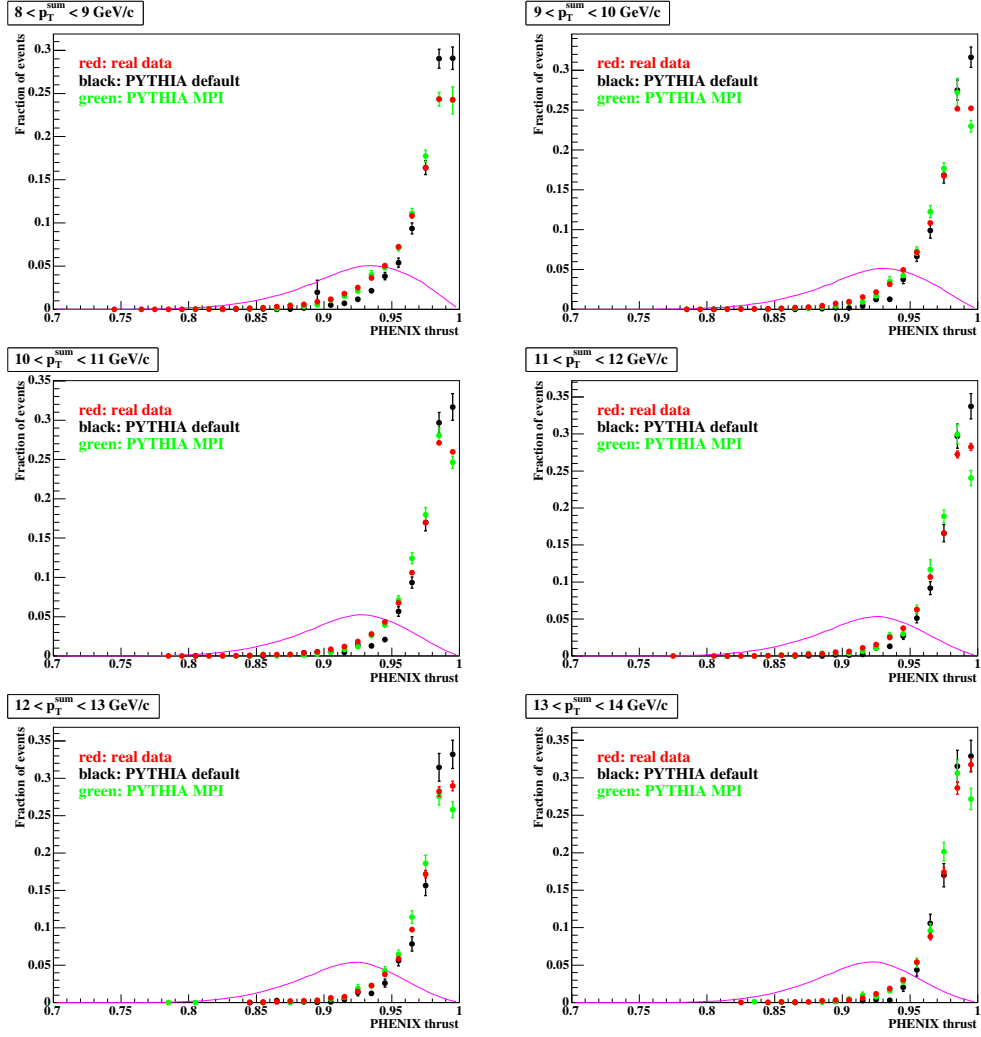 8 < p_T^sum < 9 GeV/c
Fraction of events
0.3
0.25
0.2
0.15
0.1
0.05
0
red: real data
black: PYTHIA default
green: PYTHIA MPI
0.7 0.75 0.8 0.85 0.9 0.95 1
PHENIX thrust
9 < p_T^sum < 10 GeV/c
Fraction of events
0.3
0.25
0.2
0.15
0.1
0.05
0
red: real data
black: PYTHIA default
green: PYTHIA MPI
0.7 0.75 0.8 0.85 0.9 0.95 1
PHENIX thrust
10 < p_T^sum < 11 GeV/c
Fraction of events
0.35
0.3
0.25
0.2
0.15
0.1
0.05
0
red: real data
black: PYTHIA default
green: PYTHIA MPI
0.7 0.75 0.8 0.85 0.9 0.95 1
PHENIX thrust
11 < p_T^sum < 12 GeV/c
Fraction of events
0.35
0.3
0.25
0.2
0.15
0.1
0.05
0
red: real data
black: PYTHIA default
green: PYTHIA MPI
0.7 0.75 0.8 0.85 0.9 0.95 1
PHENIX thrust
12 < p_T^sum < 13 GeV/c
Fraction of events
0.35
0.3
0.25
0.2
0.15
0.1
0.05
0
red: real data
black: PYTHIA default
green: PYTHIA MPI
0.7 0.75 0.8 0.85 0.9 0.95 1
PHENIX thrust
13 < p_T^sum < 14 GeV/c
Fraction of events
0.35
0.3
0.25
0.2
0.15
0.1
0.05
0
red: real data
black: PYTHIA default
green: PYTHIA MPI
0.7 0.75 0.8 0.85 0.9 0.95 1
PHENIX thrust